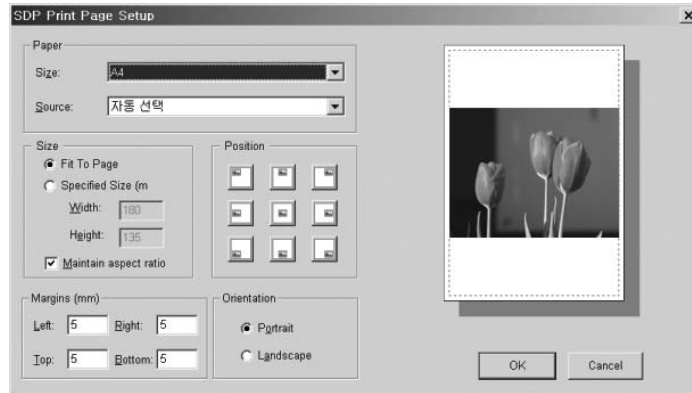 SDP Print Page Setup
Paper
Size: A4
Source: 자동 선택
Size
Fit To Page
Specified Size (m
Width: 180
Height: 135
Maintain aspect ratio
Position
Margins (mm)
Left: 5 Right: 5
Top: 5 Bottom: 5
Orientation
Portrait
Landscape
OK Cancel